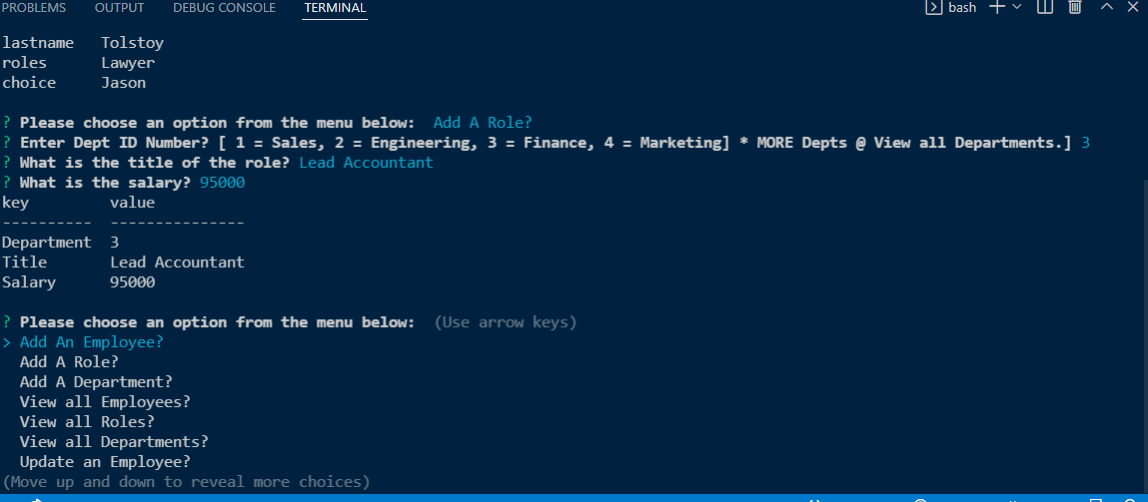 PROBLEMS OUTPUT DEBUG CONSOLE TERMINAL bash
lastname Tolstoy
roles Lawyer
choice Jason
? Please choose an option from the menu below: Add A Role?
? Enter Dept ID Number? [ 1 = Sales, 2 = Engineering, 3 = Finance, 4 = Marketing] * MORE Depts @ View all Departments.] 3
? What is the title of the role? Lead Accountant
? What is the salary? 95000
key value
---------- ---------------
Department 3
Title Lead Accountant
Salary 95000
? Please choose an option from the menu below: (Use arrow keys)
> Add An Employee?
Add A Role?
Add A Department?
View all Employees?
View all Roles?
View all Departments?
Update an Employee?
(Move up and down to reveal more choices)